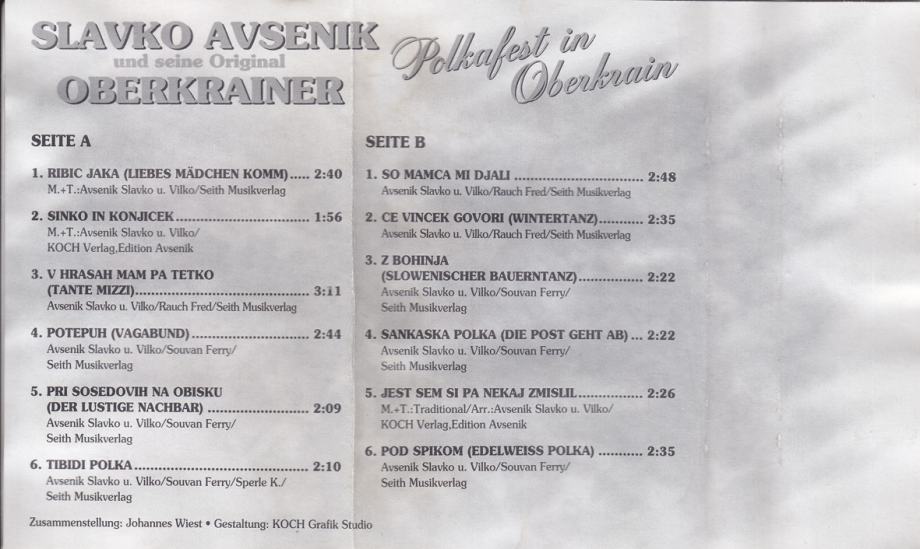 SLAVKO AVSENIK
und seine Original
OBERKRAINER
Polkafest in
Oberkrain
SEITE A
1. RIBIC JAKA (LIEBES MÄDCHEN KOMM)..... 2:40
M.+T.:Avsenik Slavko u. Vilko/Seith Musikverlag
2. SINKO IN KONJICEK.............................. 1:56
M.+T.:Avsenik Slavko u. Vilko/
KOCH Verlag,Edition Avsenik
3. V HRASAH MAM PA TETKO
(TANTE MIZZI)....................................... 3:11
Avsenik Slavko u. Vilko/Rauch Fred/Seith Musikverlag
4. POTEPUH (VAGABUND)........................... 2:44
Avsenik Slavko u. Vilko/Souvan Ferry/
Seith Musikverlag
5. PRI SOSEDOVIH NA OBISKU
(DER LUSTIGE NACHBAR) ....................... 2:09
Avsenik Slavko u. Vilko/Souvan Ferry/
Seith Musikverlag
6. TIBIDI POLKA....................................... 2:10
Avsenik Slavko u. Vilko/Souvan Ferry/Sperle K./
Seith Musikverlag
Zusammenstellung: Johannes Wiest • Gestaltung: KOCH Grafik Studio
SEITE B
1. SO MAMCA MI DJALI ............................. 2:48
Avsenik Slavko u. Vilko/Rauch Fred/Seith Musikverlag
2. CE VINCEK GOVORI (WINTERTANZ).......... 2:35
Avsenik Slavko u. Vilko/Rauch Fred/Seith Musikverlag
3. Z BOHINJA
(SLOWENISCHER BAUERNTANZ)............... 2:22
Avsenik Slavko u. Vilko/Souvan Ferry/
Seith Musikverlag
4. SANKASKA POLKA (DIE POST GEHT AB) ... 2:22
Avsenik Slavko u. Vilko/Souvan Ferry/
Seith Musikverlag
5. JEST SEM SI PA NEKAJ ZMISLIL............... 2:26
M.+T.:Traditional/Arr.:Avsenik Slavko u. Vilko/
KOCH Verlag,Edition Avsenik
6. POD SPIKOM (EDELWEISS POLKA) .......... 2:35
Avsenik Slavko u. Vilko/Souvan Ferry/
Seith Musikverlag